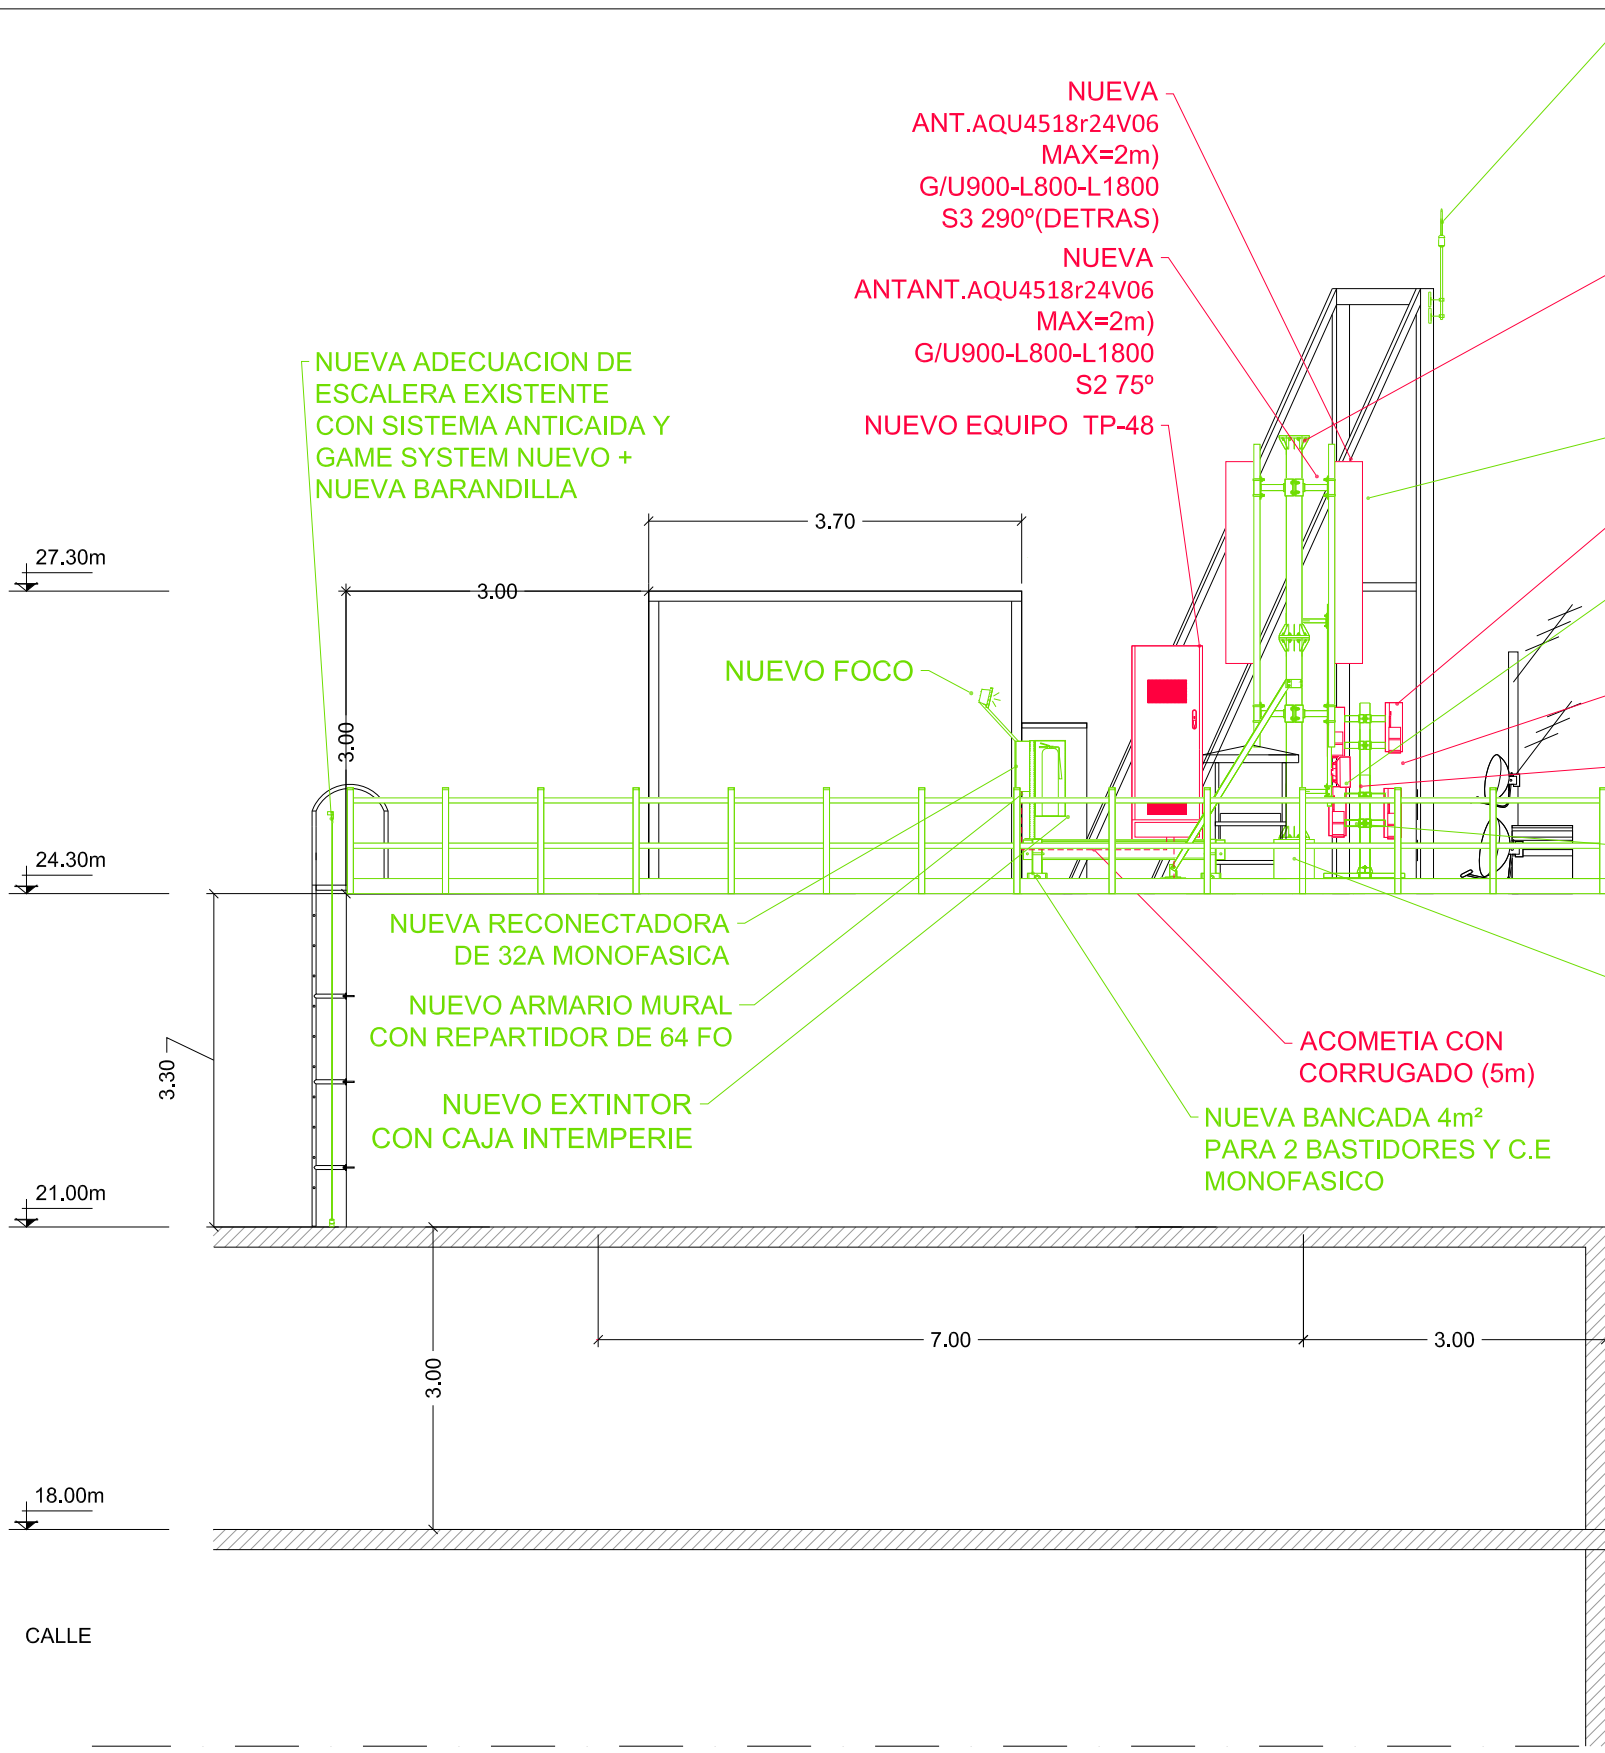 NUEVA
ANT.AQU4518r24V06
MAX=2m)
G/U900-L800-L1800
S3 290º(DETRAS)
NUEVA
ANTANT.AQU4518r24V06
MAX=2m)
G/U900-L800-L1800
S2 75º
NUEVO EQUIPO TP-48
NUEVA ADECUACION DE
ESCALERA EXISTENTE
CON SISTEMA ANTICAIDA Y
GAME SYSTEM NUEVO +
NUEVA BARANDILLA
3.70
27.30m
3.00
NUEVO FOCO
3.00
24.30m
NUEVA RECONECTADORA
DE 32A MONOFASICA
NUEVO ARMARIO MURAL
CON REPARTIDOR DE 64 FO
ACOMETIA CON
CORRUGADO (5m)
3.30
NUEVO EXTINTOR
CON CAJA INTEMPERIE
NUEVA BANCADA 4m²
PARA 2 BASTIDORES Y C.E
MONOFASICO
21.00m
7.00
3.00
3.00
18.00m
CALLE